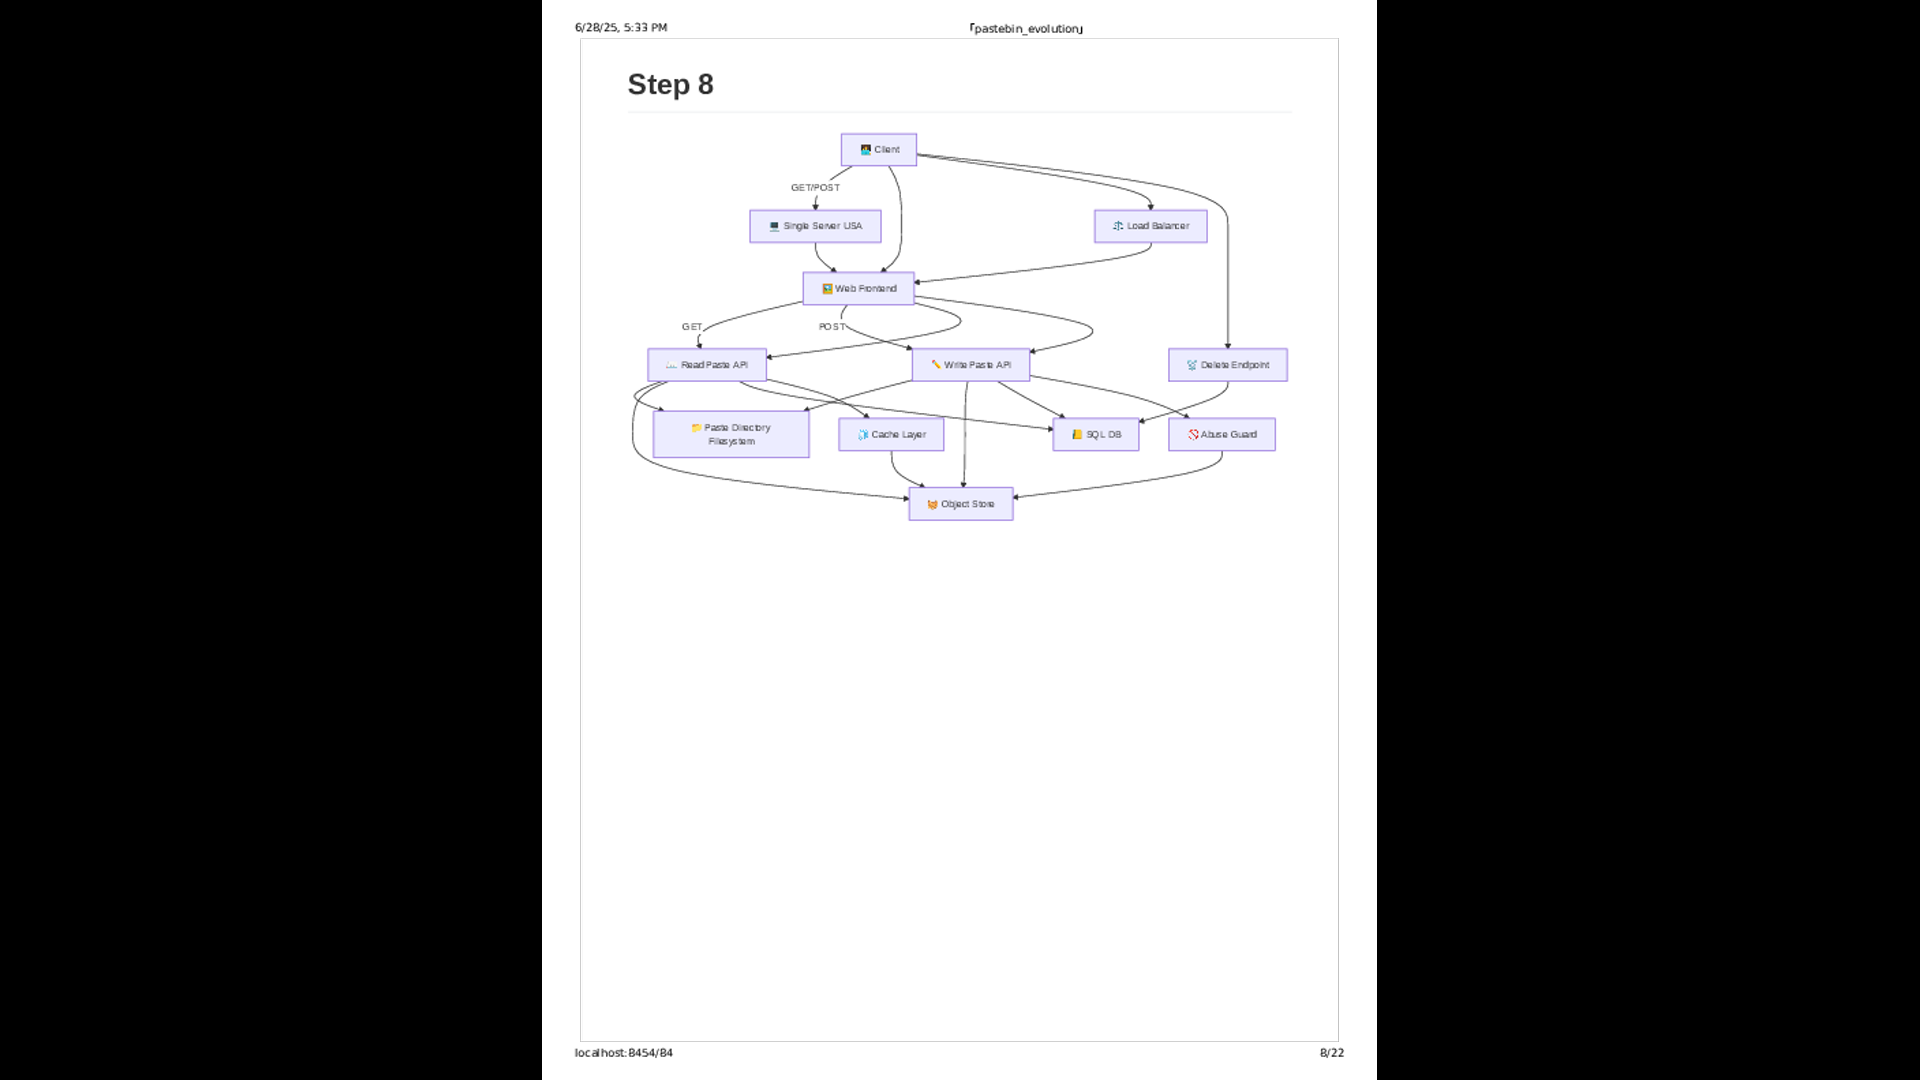 6/28/25, 5:33 PM
「pastebin_evolution」
Step 8
Client
GET/POST
Single Server USA
Load Balancer
Web Frontend
GET
POST
Read Paste API
Write Paste API
Delete Endpoint
Paste Directory
Filesystem
Cache Layer
SQL DB
Abuse Guard
Object Store
localhost:8454/84
8/22